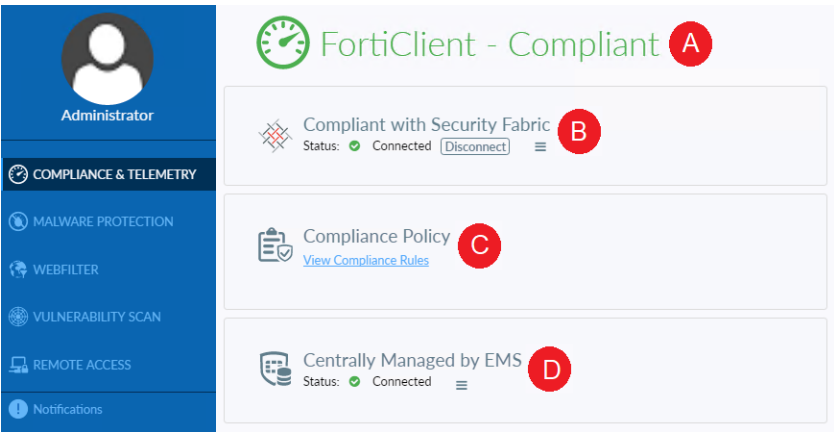 Administrator
COMPLIANCE & TELEMETRY
MALWARE PROTECTION
WEBFILTER
VULNERABILITY SCAN
REMOTE ACCESS
! Notifications
FortiClient - Compliant A
Compliant with Security Fabric B
Status: Connected Disconnect
Compliance Policy C
View Compliance Rules
Centrally Managed by EMS D
Status: Connected